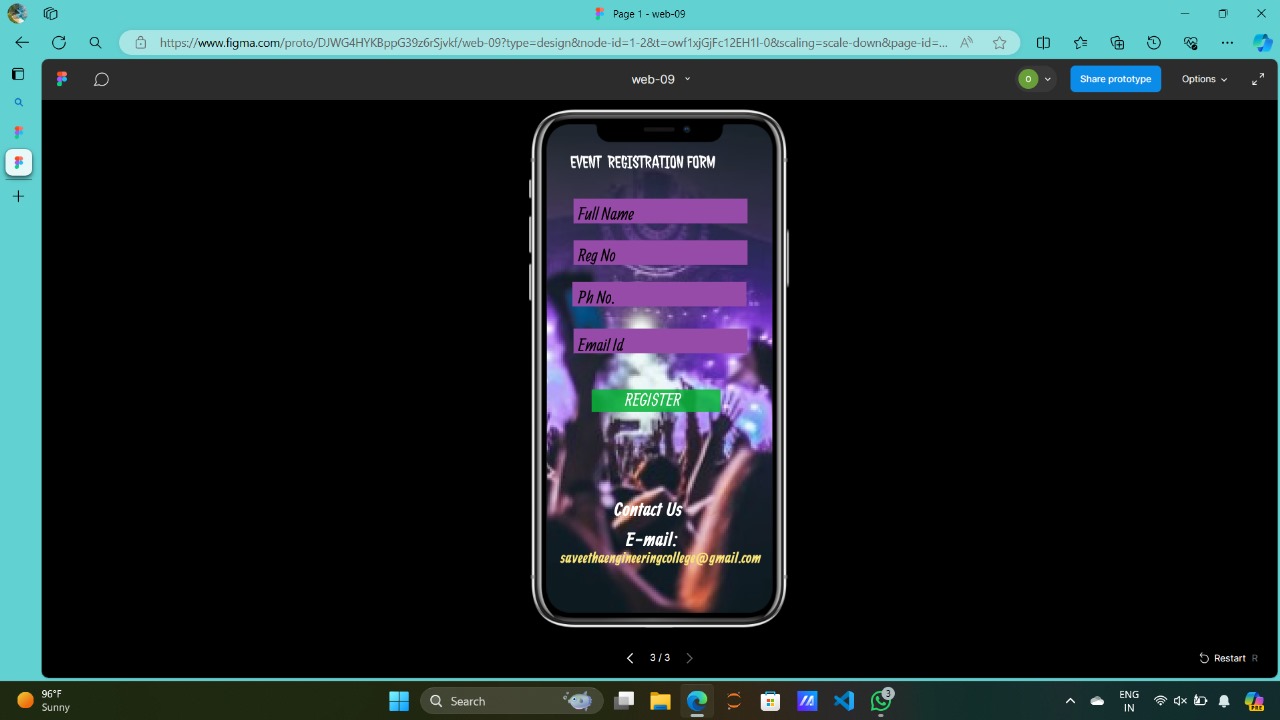 Page 1 - web-09
https://www.figma.com/proto/DJWG4HYKBppG39z6rSjvkf/web-09?type=design&node-id=1-2&t=owf1xjGjFc12EH1l-0&scaling=scale-down&page-id=...
web-09
O
Share prototype
Options
EVENT REGISTRATION FORM
Full Name
Reg No
Ph No.
Email Id
REGISTER
Contact Us
E-mail:
saveethaengineeringcollege@gmail.com
3 / 3
Restart R
96°F
Sunny
Search
3
ENG
IN
PRE